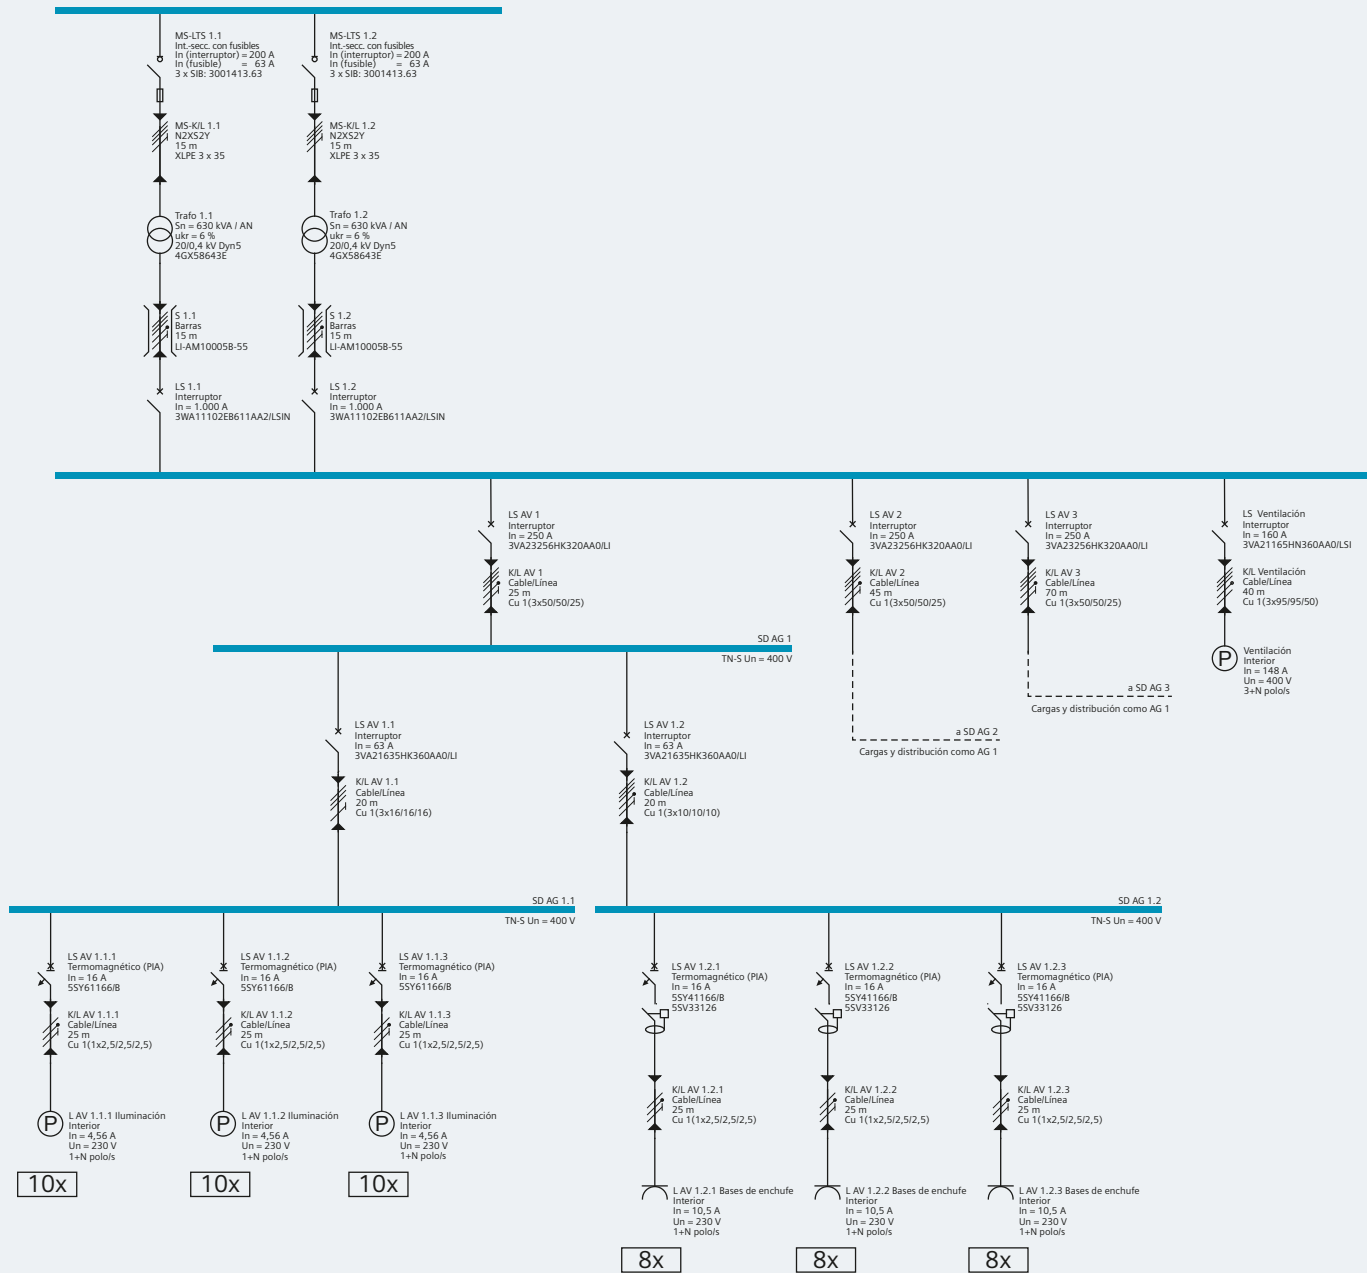 MS-LTS 1.1
Int.-secc. con fusibles
In (interruptor) = 200 A
In (fusible) = 63 A
3 x SIB: 3001413.63
MS-LTS 1.2
Int.-secc. con fusibles
In (interruptor) = 200 A
In (fusible) = 63 A
3 x SIB: 3001413.63
MS-K/L 1.1
N2XS2Y
15 m
XLPE 3 x 35
MS-K/L 1.2
N2XS2Y
15 m
XLPE 3 x 35
Trafo 1.1
Sn = 630 kVA / AN
ukr = 6 %
20/0,4 kV Dyn5
4GX58643E
Trafo 1.2
Sn = 630 kVA / AN
ukr = 6 %
20/0,4 kV Dyn5
4GX58643E
S 1.1
Barras
15 m
LI-AM10005B-55
S 1.2
Barras
15 m
LI-AM10005B-55
LS 1.1
Interruptor
In = 1.000 A
3WA11102EB611AA2/LSIN
LS 1.2
Interruptor
In = 1.000 A
3WA11102EB611AA2/LSIN
LS AV 1
Interruptor
In = 250 A
3VA23256HK320AA0/LI
LS AV 2
Interruptor
In = 250 A
3VA23256HK320AA0/LI
LS AV 3
Interruptor
In = 250 A
3VA23256HK320AA0/LI
LS Ventilación
Interruptor
In = 160 A
3VA21165HN360AA0/LSI
K/L AV 1
Cable/Línea
25 m
Cu 1(3x50/50/25)
K/L AV 2
Cable/Línea
45 m
Cu 1(3x50/50/25)
K/L AV 3
Cable/Línea
70 m
Cu 1(3x50/50/25)
K/L Ventilación
Cable/Línea
40 m
Cu 1(3x95/95/50)
SD AG 1
TN-S Un = 400 V
P
Ventilación
Interior
In = 148 A
Un = 400 V
3+N polo/s
a SD AG 3
Cargas y distribución como AG 1
a SD AG 2
Cargas y distribución como AG 1
LS AV 1.1
Interruptor
In = 63 A
3VA21635HK360AA0/LI
LS AV 1.2
Interruptor
In = 63 A
3VA21635HK360AA0/LI
K/L AV 1.1
Cable/Línea
20 m
Cu 1(3x16/16/16)
K/L AV 1.2
Cable/Línea
20 m
Cu 1(3x10/10/10)
SD AG 1.1
TN-S Un = 400 V
SD AG 1.2
TN-S Un = 400 V
LS AV 1.1.1
Termomagnético (PIA)
In = 16 A
5SY61166/B
LS AV 1.1.2
Termomagnético (PIA)
In = 16 A
5SY61166/B
LS AV 1.1.3
Termomagnético (PIA)
In = 16 A
5SY61166/B
LS AV 1.2.1
Termomagnético (PIA)
In = 16 A
5SY41166/B
5SV33126
LS AV 1.2.2
Termomagnético (PIA)
In = 16 A
5SY41166/B
5SV33126
LS AV 1.2.3
Termomagnético (PIA)
In = 16 A
5SY41166/B
5SV33126
K/L AV 1.1.1
Cable/Línea
25 m
Cu 1(1x2,5/2,5/2,5)
K/L AV 1.1.2
Cable/Línea
25 m
Cu 1(1x2,5/2,5/2,5)
K/L AV 1.1.3
Cable/Línea
25 m
Cu 1(1x2,5/2,5/2,5)
K/L AV 1.2.1
Cable/Línea
25 m
Cu 1(1x2,5/2,5/2,5)
K/L AV 1.2.2
Cable/Línea
25 m
Cu 1(1x2,5/2,5/2,5)
K/L AV 1.2.3
Cable/Línea
25 m
Cu 1(1x2,5/2,5/2,5)
P
L AV 1.1.1 Iluminación
Interior
In = 4,56 A
Un = 230 V
1+N polo/s
P
L AV 1.1.2 Iluminación
Interior
In = 4,56 A
Un = 230 V
1+N polo/s
P
L AV 1.1.3 Iluminación
Interior
In = 4,56 A
Un = 230 V
1+N polo/s
10x
10x
10x
L AV 1.2.1 Bases de enchufe
Interior
In = 10,5 A
Un = 230 V
1+N polo/s
L AV 1.2.2 Bases de enchufe
Interior
In = 10,5 A
Un = 230 V
1+N polo/s
L AV 1.2.3 Bases de enchufe
Interior
In = 10,5 A
Un = 230 V
1+N polo/s
8x
8x
8x